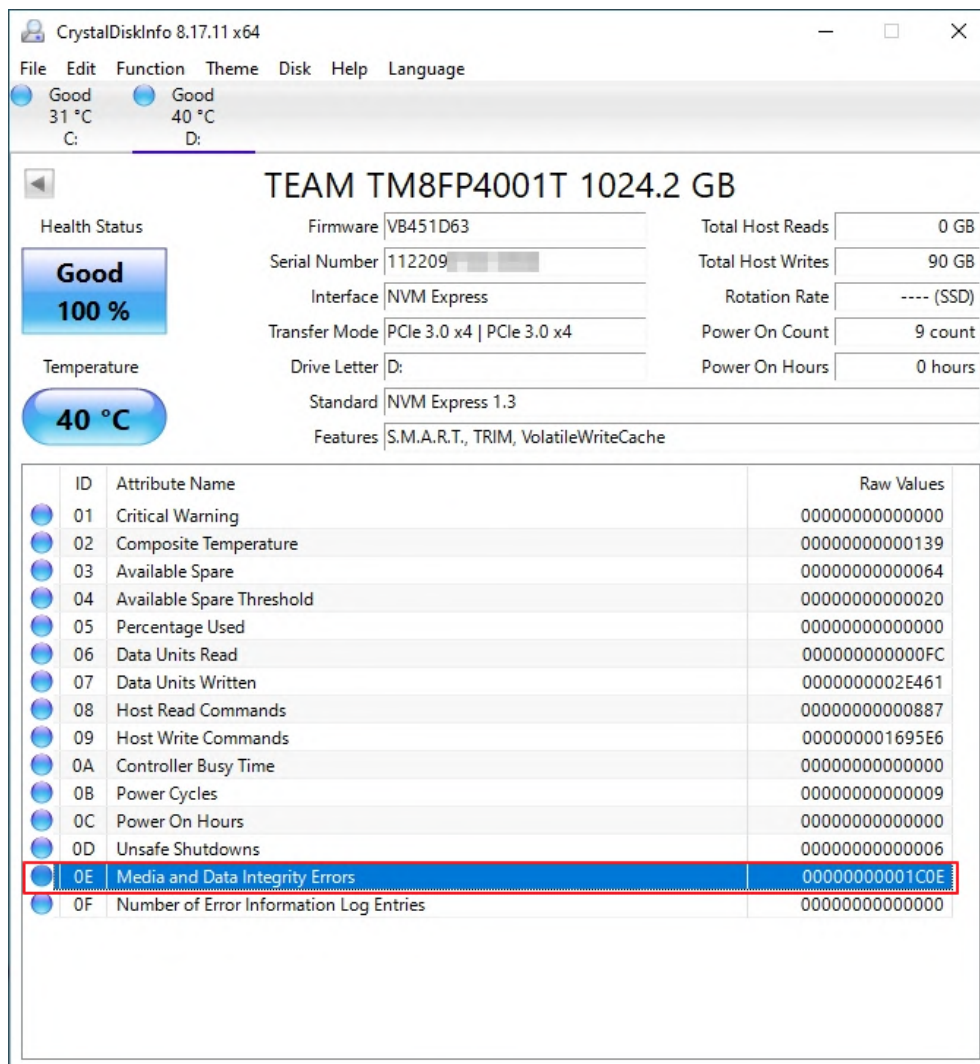 CrystalDiskInfo 8.17.11 x64
File Edit Function Theme Disk Help Language
Good Good
31 °C 40 °C
C: D:
TEAM TM8FP4001T 1024.2 GB
Health Status
Good
100 %
Temperature
40 °C
Firmware VB451D63
Serial Number 112209
Interface NVM Express
Transfer Mode PCIe 3.0 x4 | PCIe 3.0 x4
Drive Letter D:
Standard NVM Express 1.3
Features S.M.A.R.T., TRIM, VolatileWriteCache
Total Host Reads 0 GB
Total Host Writes 90 GB
Rotation Rate ---- (SSD)
Power On Count 9 count
Power On Hours 0 hours
ID Attribute Name Raw Values
01 Critical Warning 00000000000000
02 Composite Temperature 00000000000139
03 Available Spare 00000000000064
04 Available Spare Threshold 00000000000020
05 Percentage Used 00000000000000
06 Data Units Read 000000000000FC
07 Data Units Written 0000000002E461
08 Host Read Commands 00000000000887
09 Host Write Commands 000000001695E6
0A Controller Busy Time 00000000000000
0B Power Cycles 00000000000009
0C Power On Hours 00000000000000
0D Unsafe Shutdowns 00000000000006
0E Media and Data Integrity Errors 00000000001C0E
0F Number of Error Information Log Entries 00000000000000